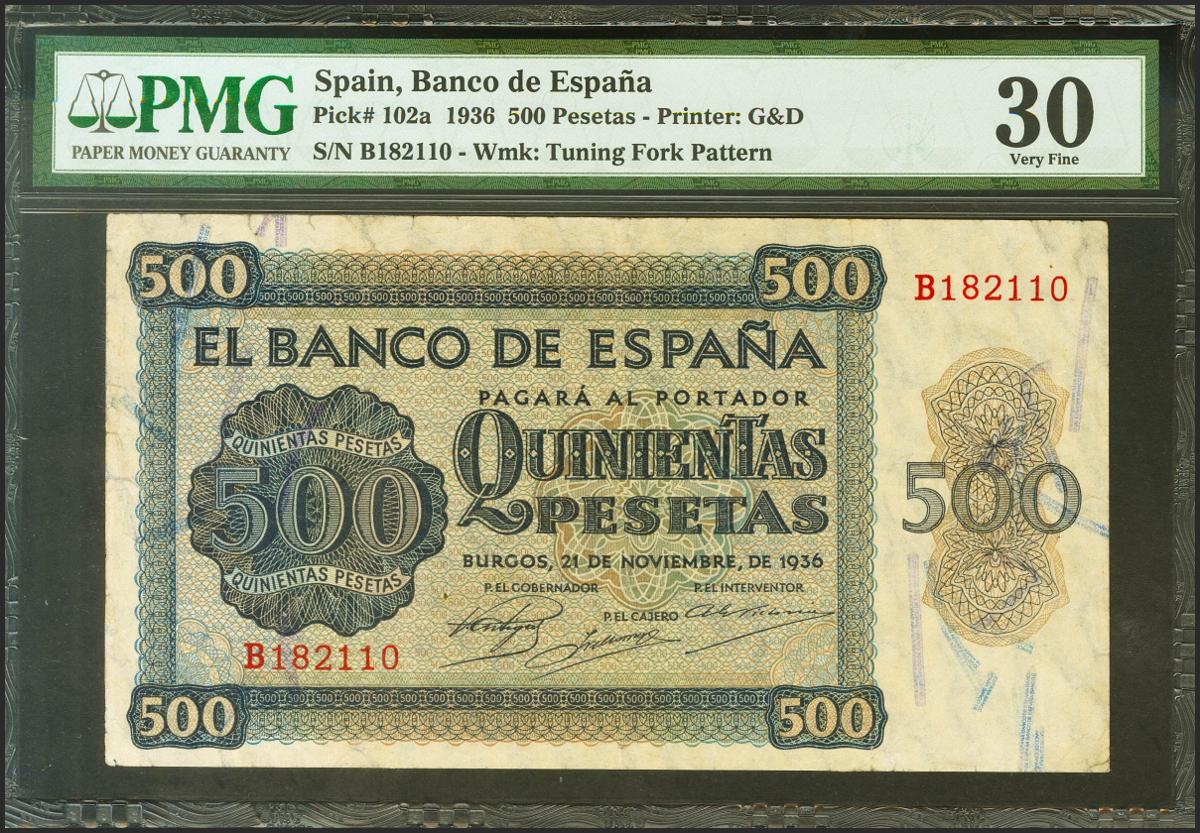 PMG
PAPER MONEY GUARANTY
Spain, Banco de España
Pick# 102a 1936 500 Pesetas - Printer: G&D
S/N B182110 - Wmk: Tuning Fork Pattern
30
Very Fine
500
500
B182110
EL BANCO DE ESPAÑA
PAGARÁ AL PORTADOR
QUINIENTAS
PESETAS
QUINIENTAS PESETAS
500
QUINIENTAS PESETAS
500
BURGOS, 21 DE NOVIEMBRE, DE 1936
P. EL GOBERNADOR
P. EL INTERVENTOR
P. EL CAJERO
B182110
500
500